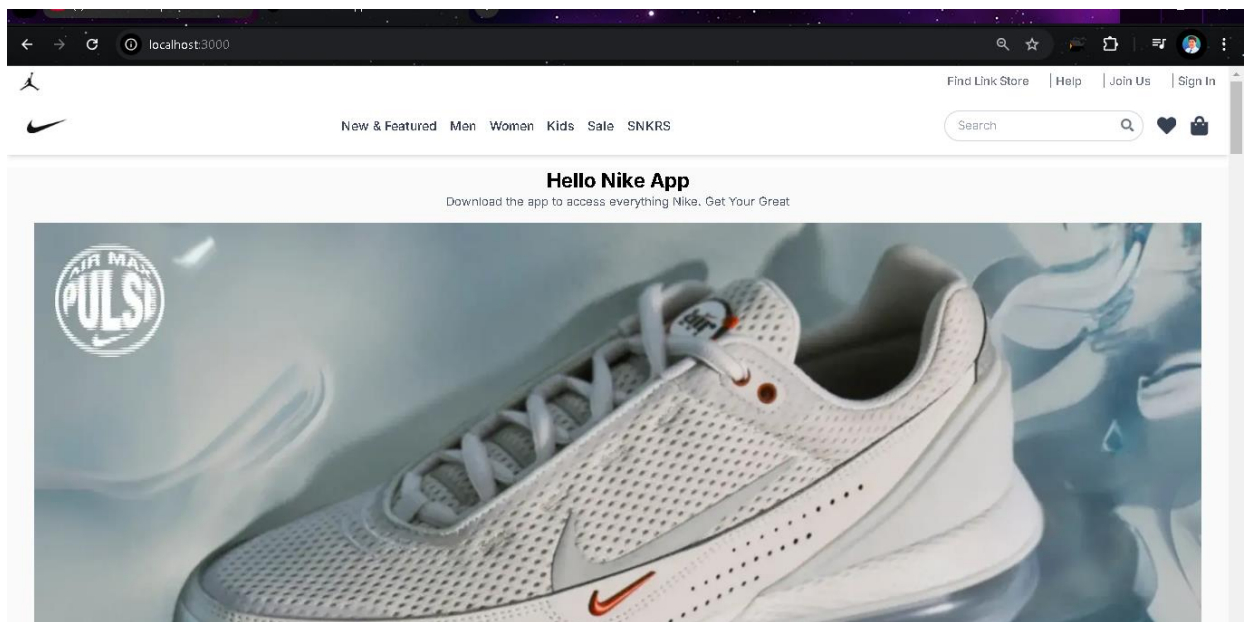 localhost:3000
Find Link Store | Help | Join Us | Sign In
New & Featured Men Women Kids Sale SNKRS
Search
Hello Nike App
Download the app to access everything Nike. Get Your Great
AIR MAX
PULSE
AIR